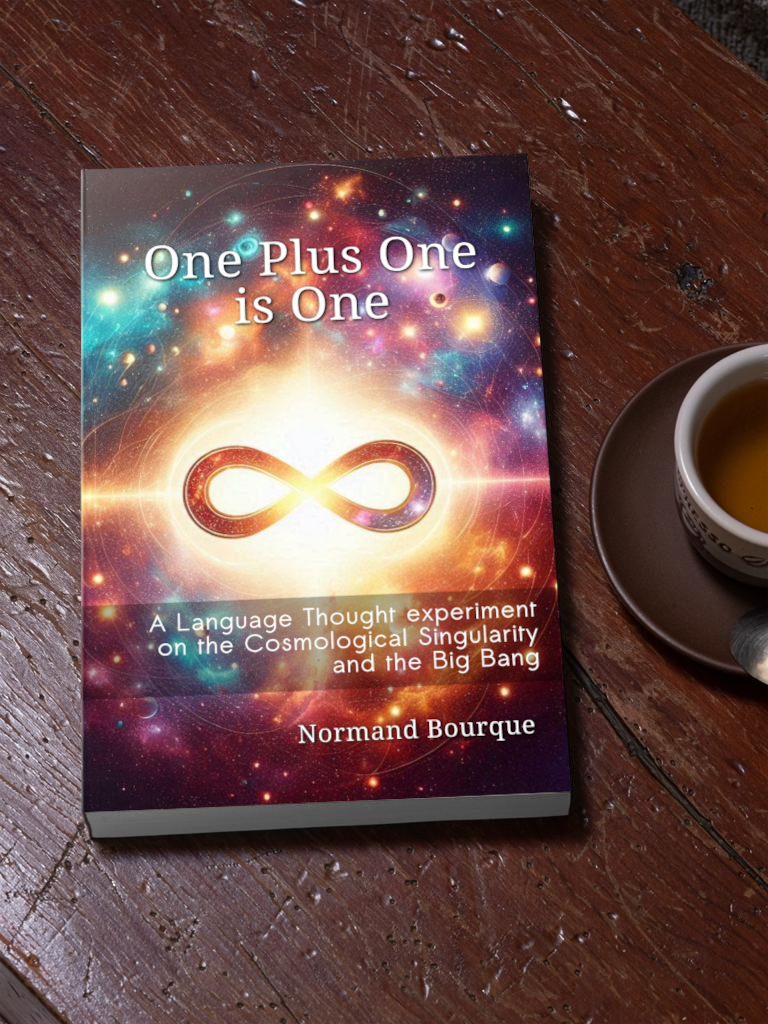 One Plus One
is One
A Language Thought experiment
on the Cosmological Singularity
and the Big Bang
Normand Bourque